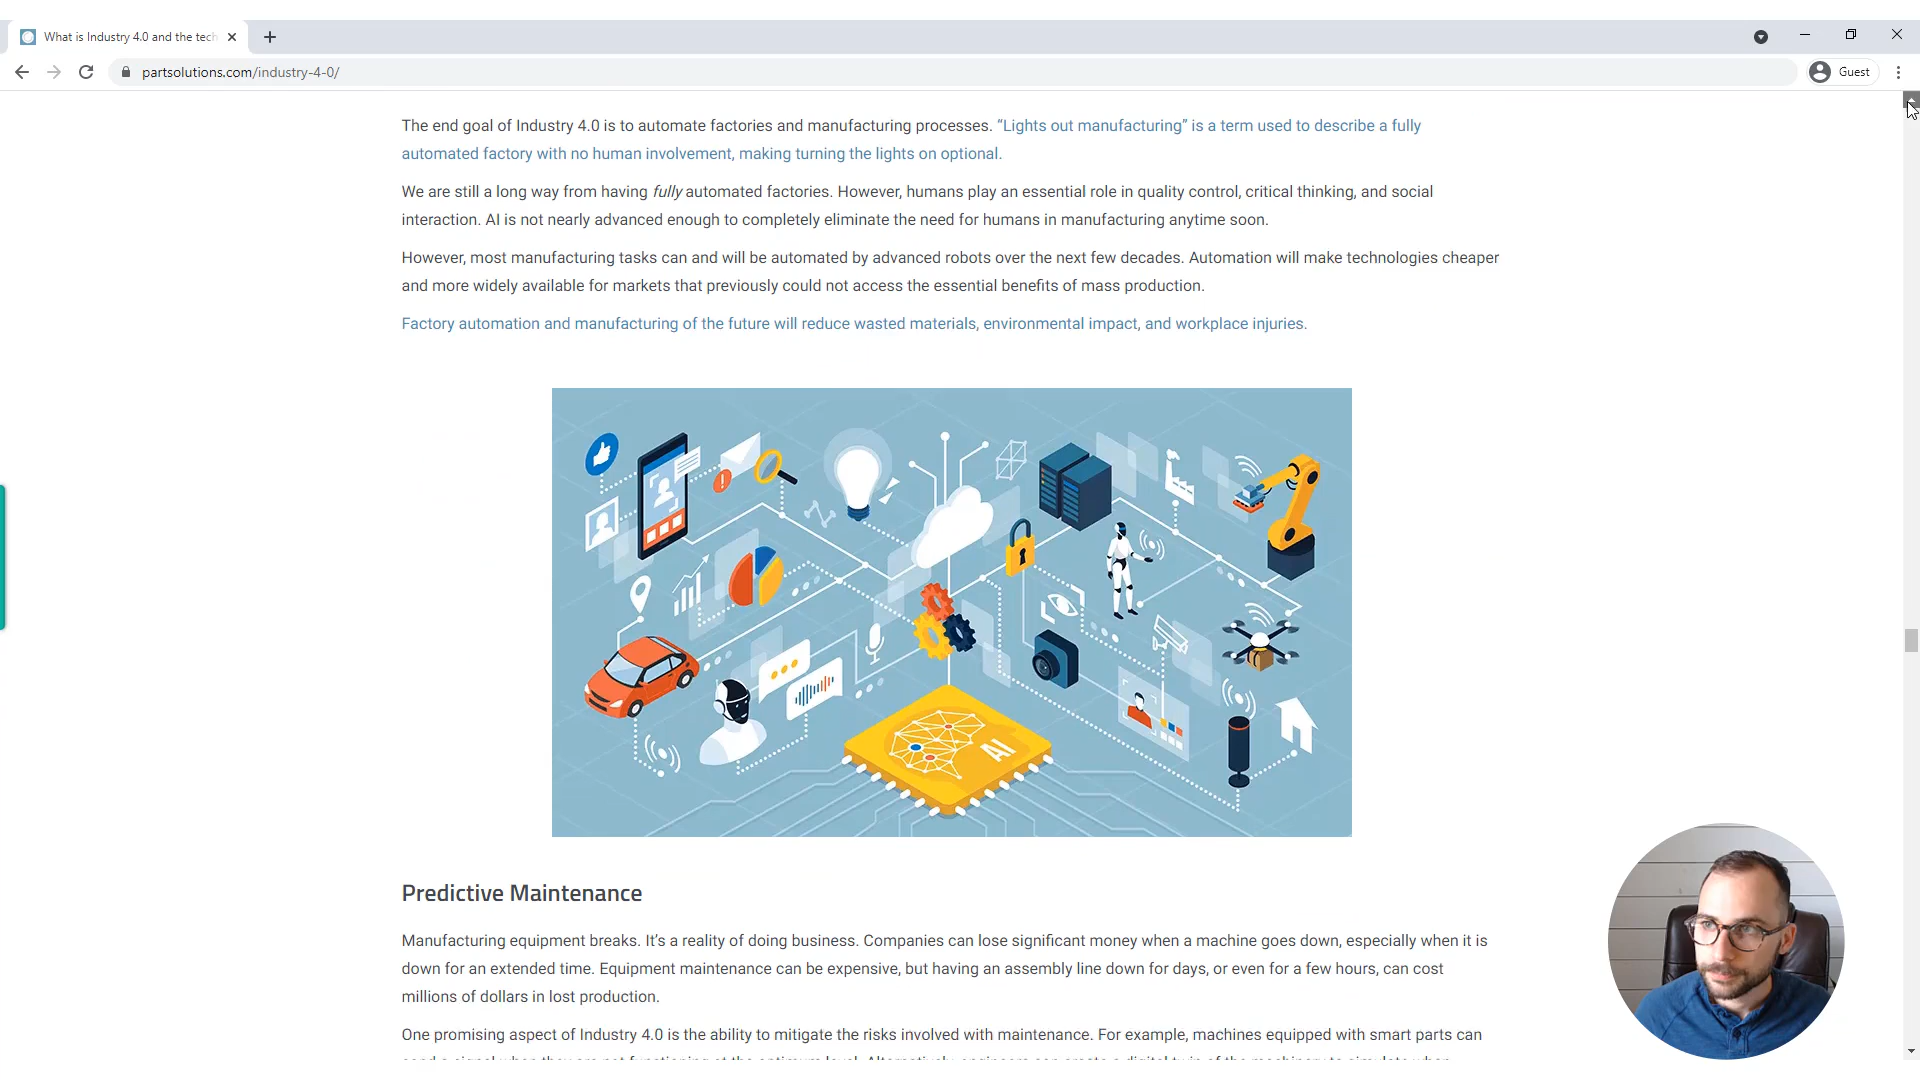 What is Industry 4.0 and the tech
partsolutions.com/industry-4-0/
Guest
The end goal of Industry 4.0 is to automate factories and manufacturing processes. “Lights out manufacturing” is a term used to describe a fully
automated factory with no human involvement, making turning the lights on optional.
We are still a long way from having fully automated factories. However, humans play an essential role in quality control, critical thinking, and social
interaction. AI is not nearly advanced enough to completely eliminate the need for humans in manufacturing anytime soon.
However, most manufacturing tasks can and will be automated by advanced robots over the next few decades. Automation will make technologies cheaper
and more widely available for markets that previously could not access the essential benefits of mass production.
Factory automation and manufacturing of the future will reduce wasted materials, environmental impact, and workplace injuries.
AI
Predictive Maintenance
Manufacturing equipment breaks. It’s a reality of doing business. Companies can lose significant money when a machine goes down, especially when it is
down for an extended time. Equipment maintenance can be expensive, but having an assembly line down for days, or even for a few hours, can cost
millions of dollars in lost production.
One promising aspect of Industry 4.0 is the ability to mitigate the risks involved with maintenance. For example, machines equipped with smart parts can